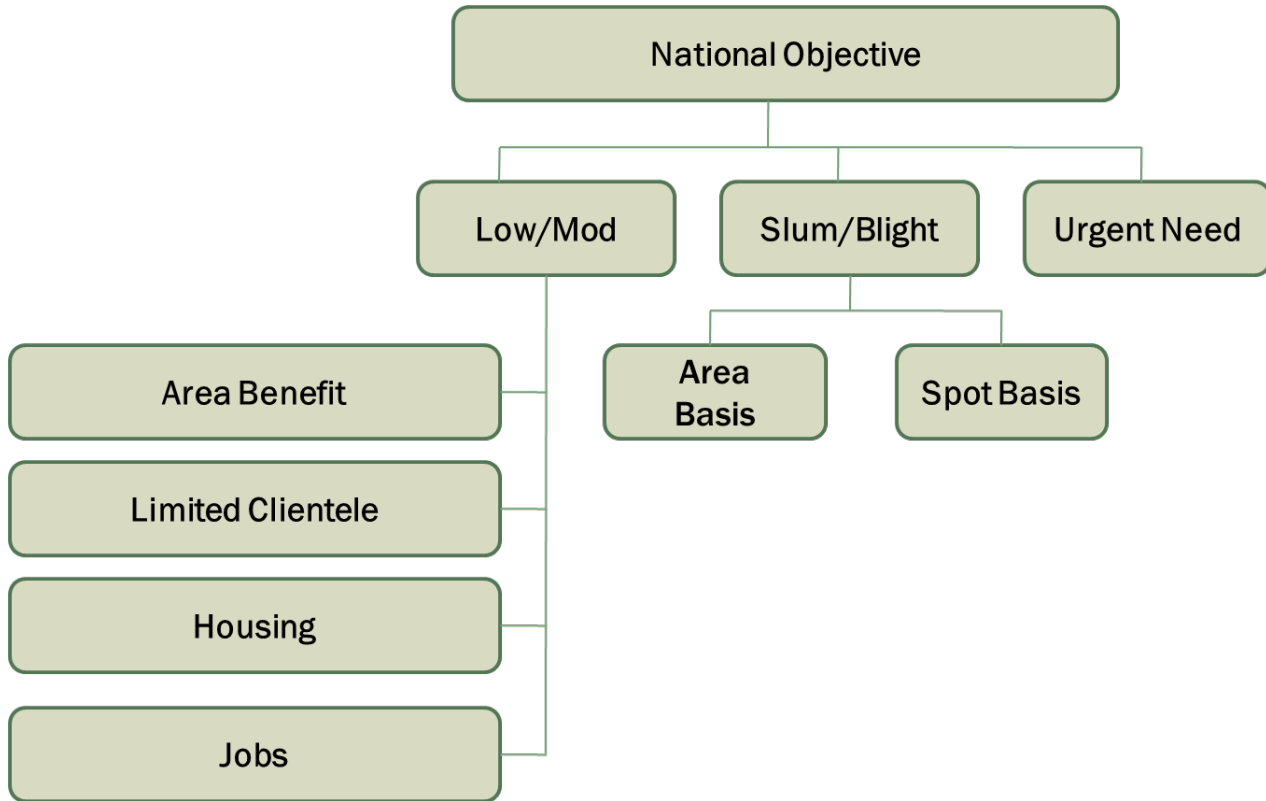 National Objective
Low/Mod
Slum/Blight
Urgent Need
Area Benefit
Area
Basis
Spot Basis
Limited Clientele
Housing
Jobs